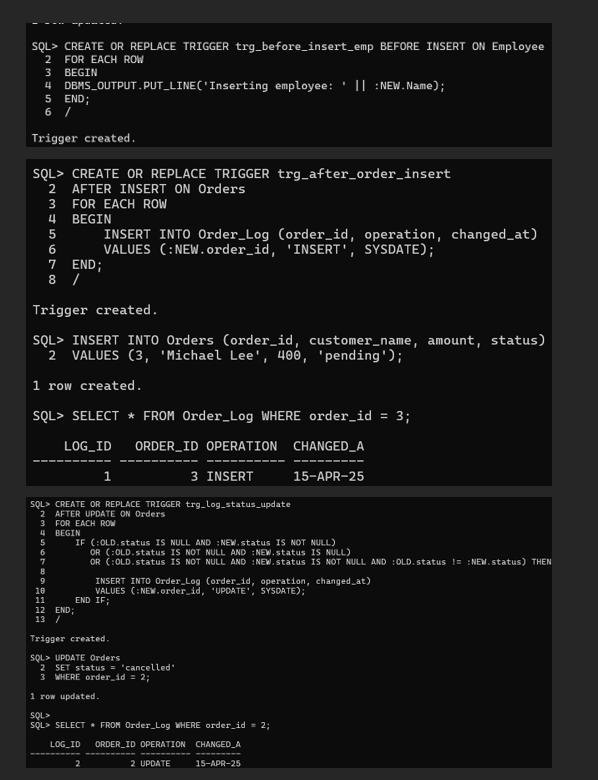 1 row updated.
SQL> CREATE OR REPLACE TRIGGER trg_before_insert_emp BEFORE INSERT ON Employee
2 FOR EACH ROW
3 BEGIN
4 DBMS_OUTPUT.PUT_LINE('Inserting employee: ' || :NEW.Name);
5 END;
6 /
Trigger created.
SQL> CREATE OR REPLACE TRIGGER trg_after_order_insert
2 AFTER INSERT ON Orders
3 FOR EACH ROW
4 BEGIN
5 INSERT INTO Order_Log (order_id, operation, changed_at)
6 VALUES (:NEW.order_id, 'INSERT', SYSDATE);
7 END;
8 /
Trigger created.
SQL> INSERT INTO Orders (order_id, customer_name, amount, status)
2 VALUES (3, 'Michael Lee', 400, 'pending');
1 row created.
SQL> SELECT * FROM Order_Log WHERE order_id = 3;
LOG_ID ORDER_ID OPERATION CHANGED_A
---------- ---------- ---------- ---------
1 3 INSERT 15-APR-25
SQL> CREATE OR REPLACE TRIGGER trg_log_status_update
2 AFTER UPDATE ON Orders
3 FOR EACH ROW
4 BEGIN
5 IF (:OLD.status IS NULL AND :NEW.status IS NOT NULL)
6 OR (:OLD.status IS NOT NULL AND :NEW.status IS NULL)
7 OR (:OLD.status IS NOT NULL AND :NEW.status IS NOT NULL AND :OLD.status != :NEW.status) THEN
8
9 INSERT INTO Order_Log (order_id, operation, changed_at)
10 VALUES (:NEW.order_id, 'UPDATE', SYSDATE);
11 END IF;
12 END;
13 /
Trigger created.
SQL> UPDATE Orders
2 SET status = 'cancelled'
3 WHERE order_id = 2;
1 row updated.
SQL>
SQL> SELECT * FROM Order_Log WHERE order_id = 2;
LOG_ID ORDER_ID OPERATION CHANGED_A
---------- ---------- ---------- ---------
2 2 UPDATE 15-APR-25